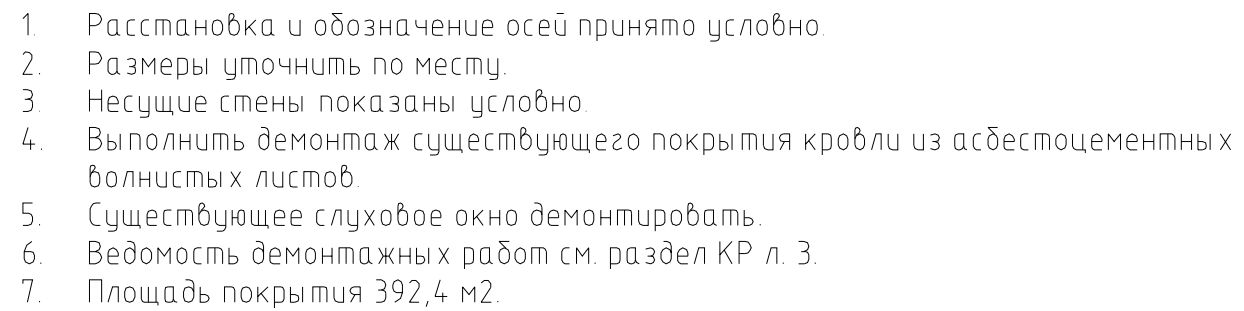 1. Расстановка и обозначение осей принято условно.
2. Размеры уточнить по месту.
3. Несущие стены показаны условно.
4. Выполнить демонтаж существующего покрытия кровли из асбестоцементных
волнистых листов.
5. Существующее слуховое окно демонтировать.
6. Ведомость демонтажных работ см. раздел КР л. 3.
7. Площадь покрытия 392,4 м2.